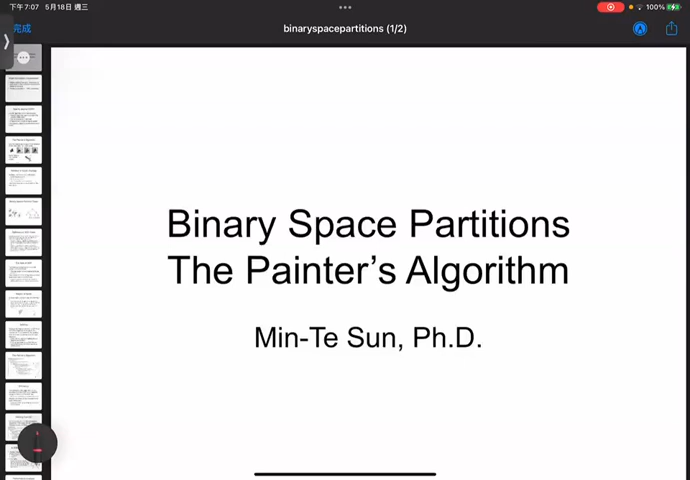 下午7:07 5月18日 週三
100%
完成
binaryspacepartitions (1/2)
Binary Space Partitions
The Painter's Algorithm
Min-Te Sun, Ph.D.